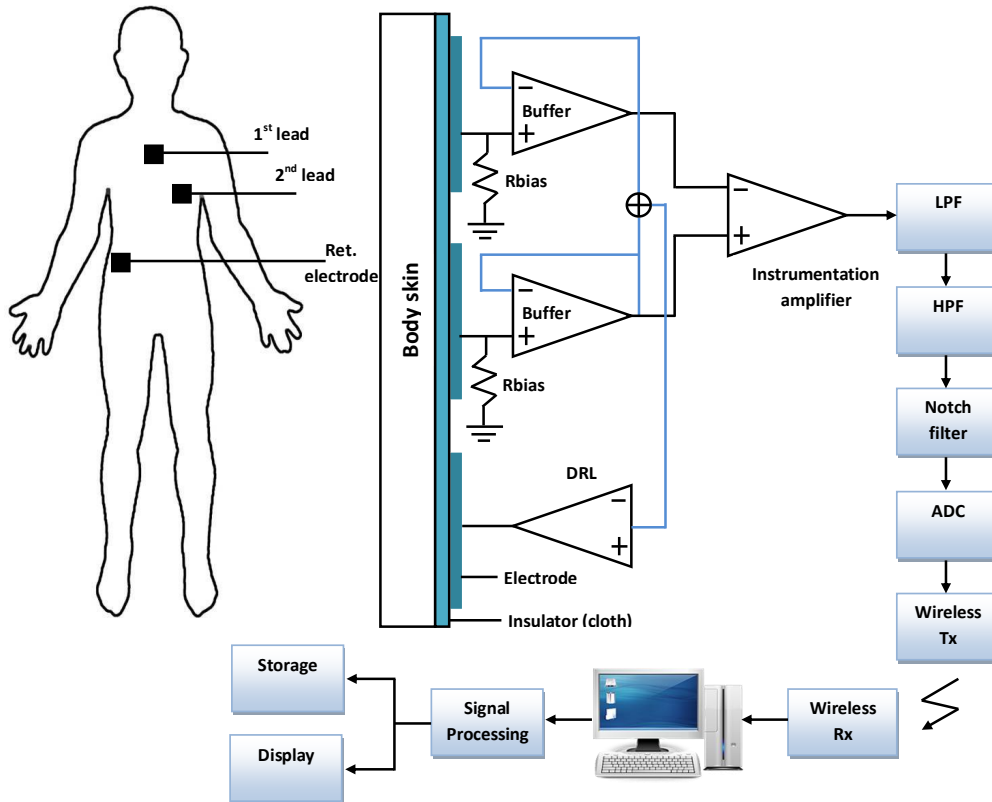 1st lead
2nd lead
Ret.
electrode
Body skin
Buffer
Rbias
Buffer
Rbias
DRL
Electrode
Insulator (cloth)
Instrumentation
amplifier
LPF
HPF
Notch
filter
ADC
Wireless
Tx
Wireless
Rx
Signal
Processing
Storage
Display